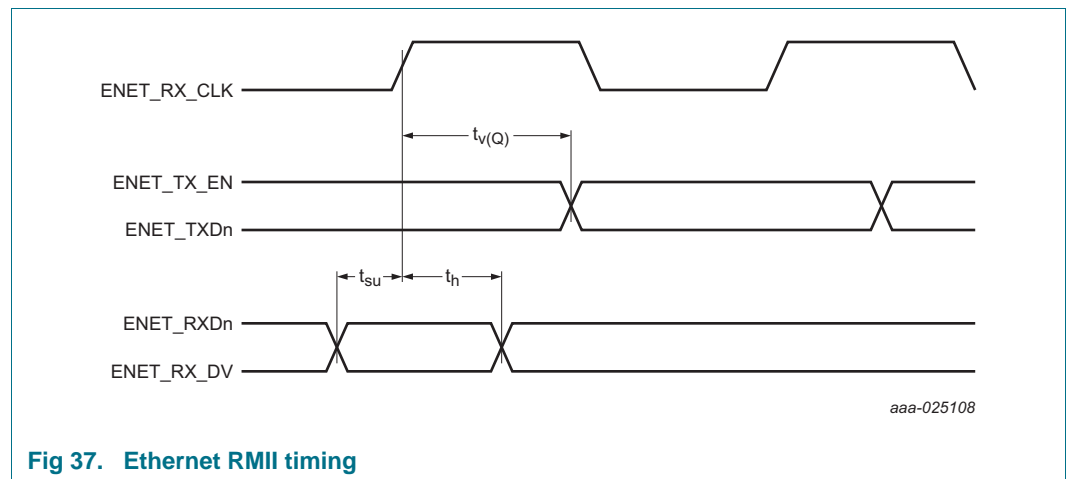 ENET_RX_CLK
tv(Q)
ENET_TX_EN
ENET_TXDn
tsu
th
ENET_RXDn
ENET_RX_DV
aaa-025108
Fig 37. Ethernet RMII timing